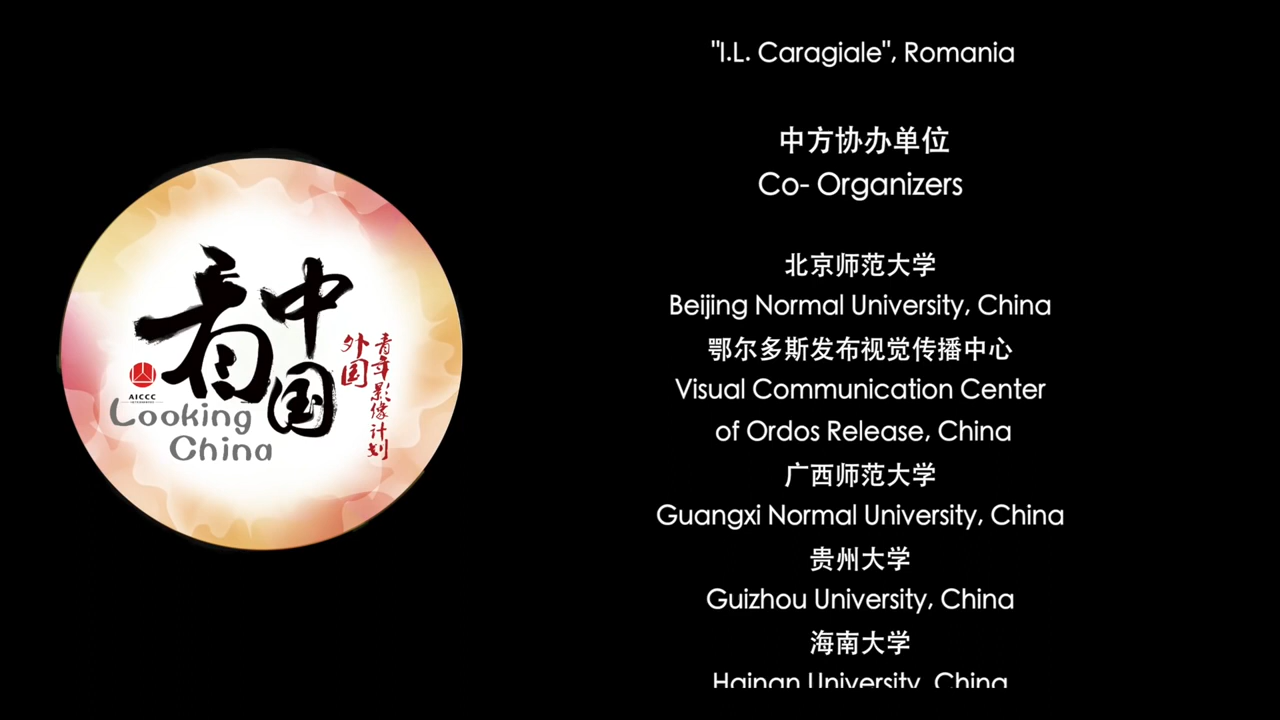 看中国
外国
青年影像计划
AICCC
Looking
China
"I.L. Caragiale", Romania
中方协办单位
Co- Organizers
北京师范大学
Beijing Normal University, China
鄂尔多斯发布视觉传播中心
Visual Communication Center
of Ordos Release, China
广西师范大学
Guangxi Normal University, China
贵州大学
Guizhou University, China
海南大学
Hainan University, China